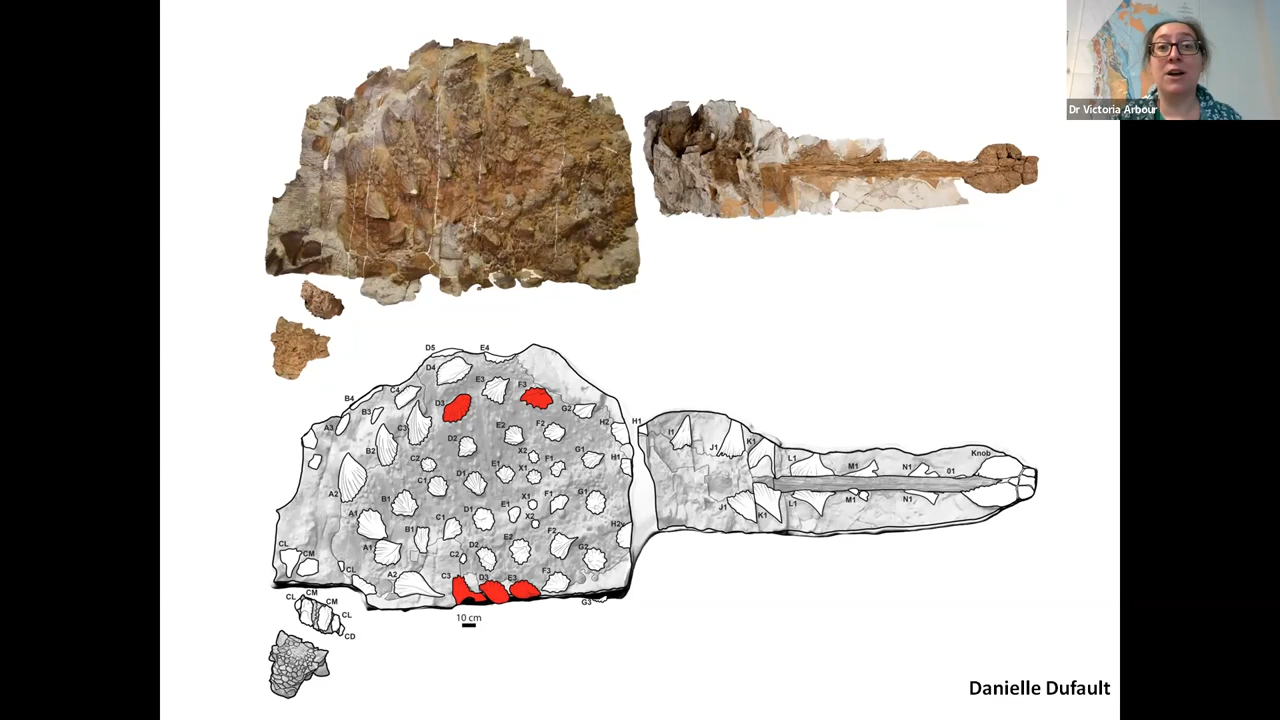 Dr Victoria Arbour
D5
E4
D4
E3
F3
C4
B4
D3
G2
A3
B3
C3
H2
H1
F2
E2
D2
B2
I1
J1
K1
X2
G1
H1
C2
E1
F1
X1
L1
M1
N1
01
Knob
D1
C1
A2
B1
X1
F1
G1
M1
N1
J1
K1
L1
A1
D1
E1
X2
C1
B1
H2
F2
E2
D2
G2
A1
C2
CL
CM
CL
A2
C3
D3
E3
F3
G3
CL
CM
CM
CL
CD
10 cm
Danielle Dufault